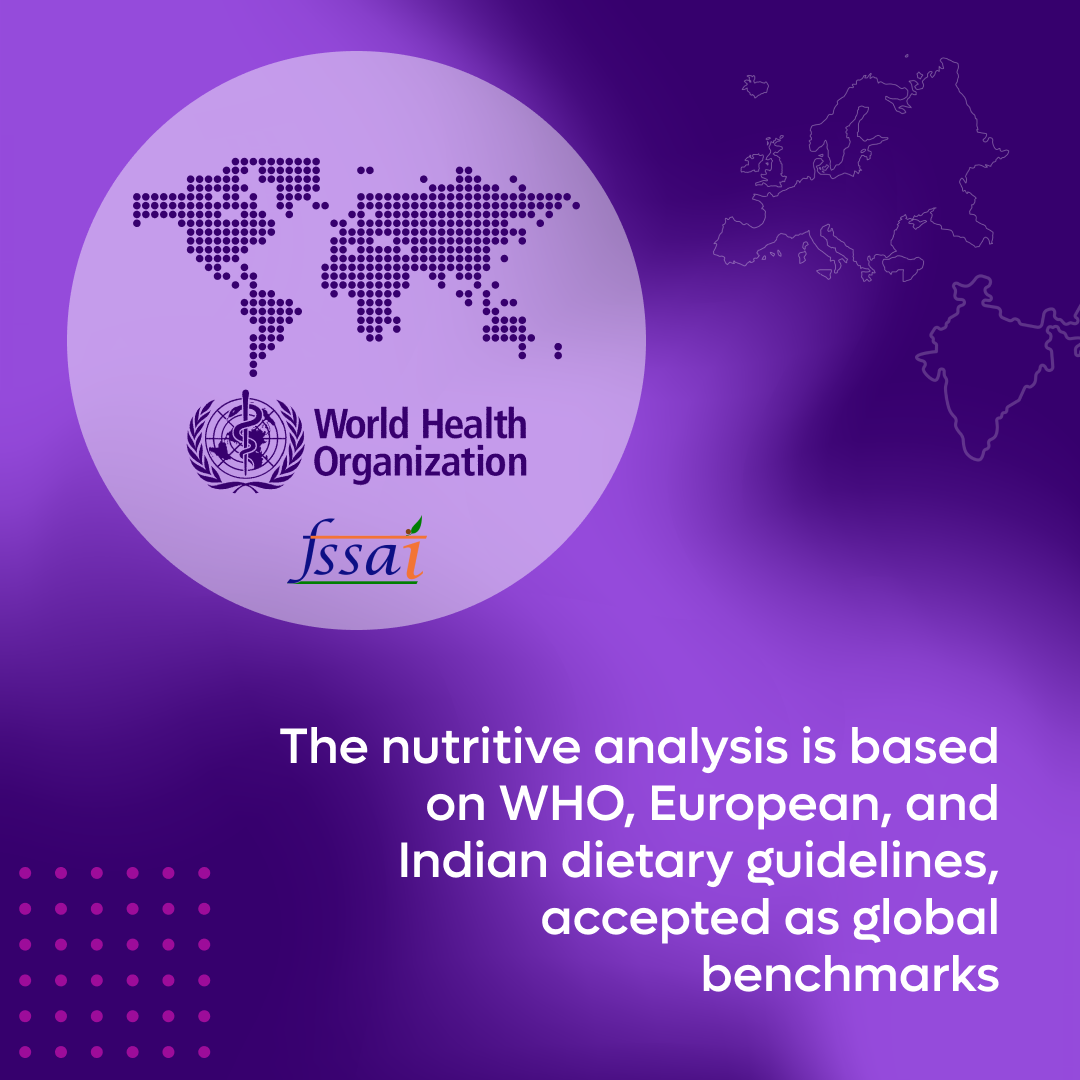 World Health
Organization
fssai
The nutritive analysis is based
on WHO, European, and
Indian dietary guidelines,
accepted as global
benchmarks